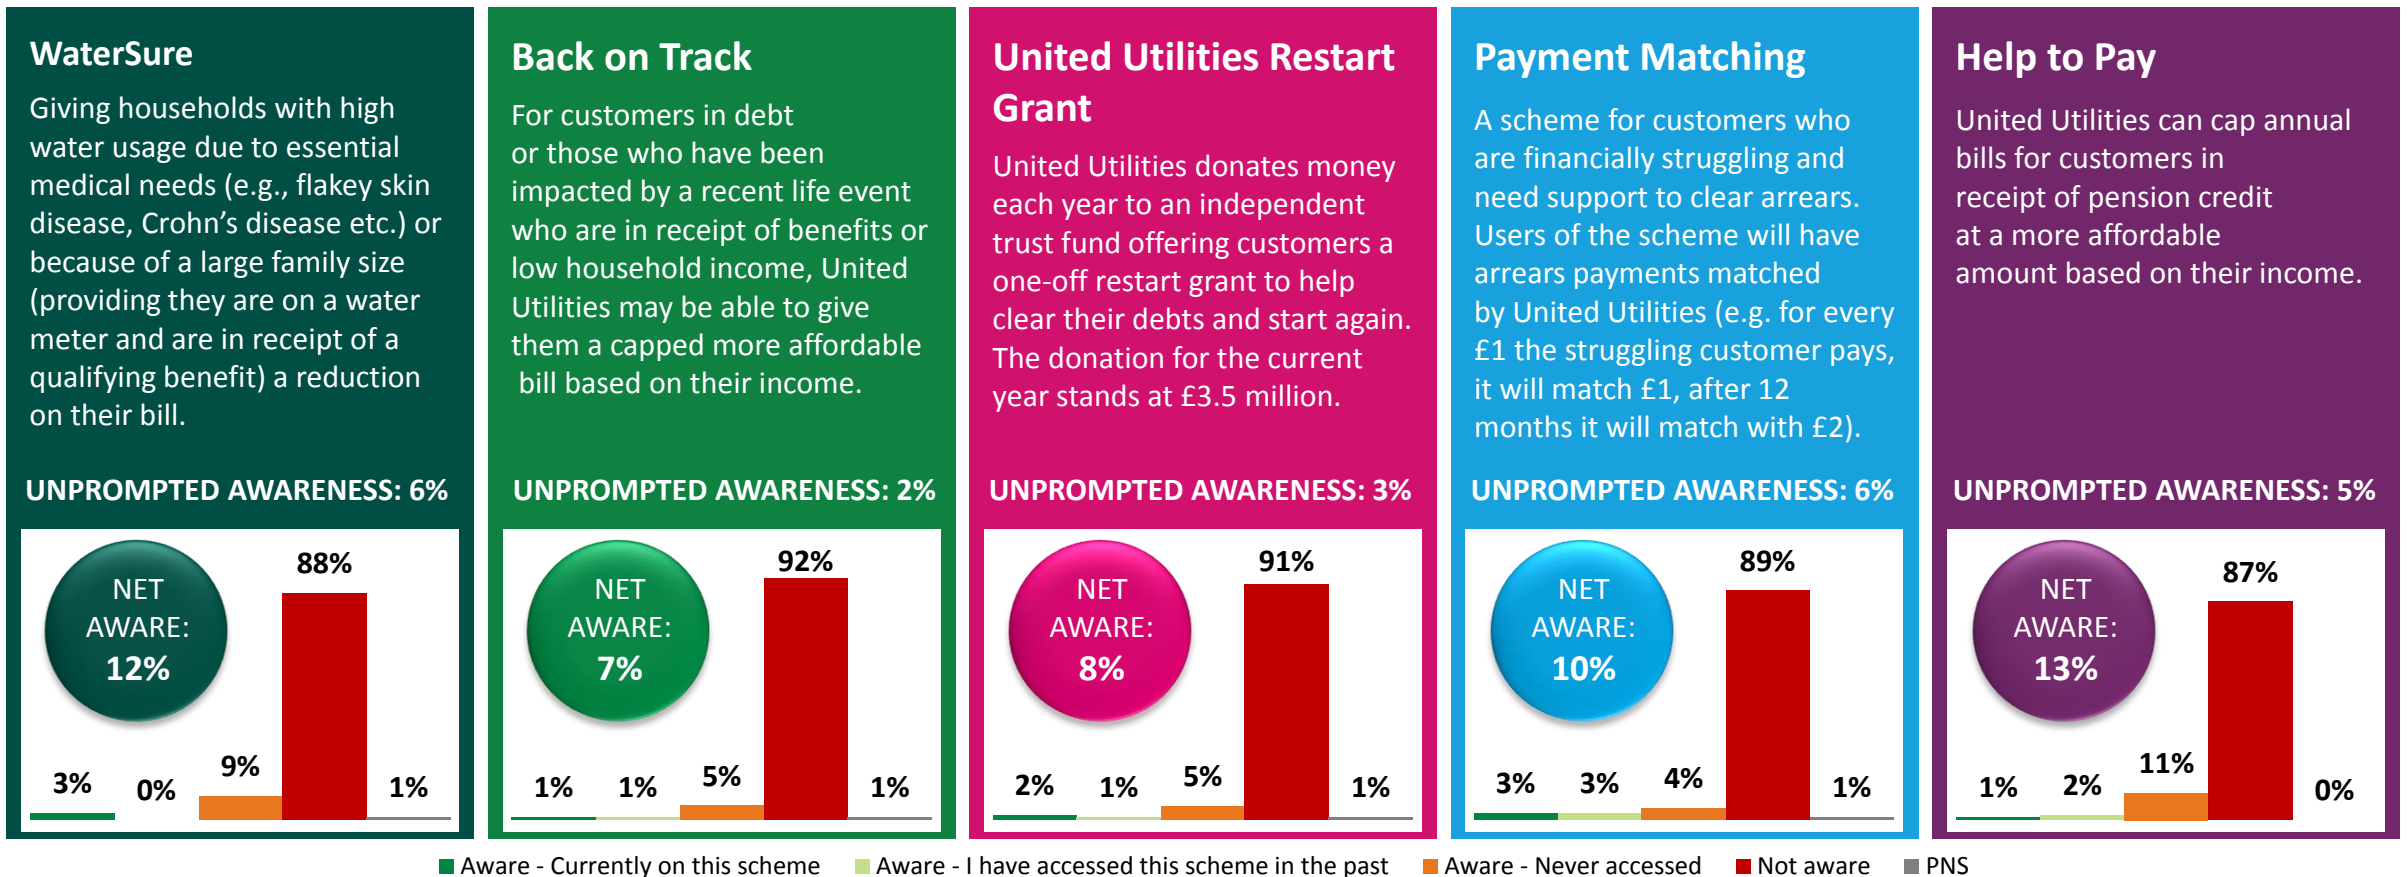 WaterSure
Giving households with high
water usage due to essential
medical needs (e.g., flakey skin
disease, Crohn's disease etc.) or
because of a large family size
(providing they are on a water
meter and are in receipt of a
qualifying benefit) a reduction
on their bill.
UNPROMPTED AWARENESS: 6%
NET
AWARE:
12%
3%
0%
9%
88%
1%
Back on Track
For customers in debt
or those who have been
impacted by a recent life event
who are in receipt of benefits or
low household income, United
Utilities may be able to give
them a capped more affordable
bill based on their income.
UNPROMPTED AWARENESS: 2%
NET
AWARE:
7%
1%
1%
5%
92%
1%
United Utilities Restart
Grant
United Utilities donates money
each year to an independent
trust fund offering customers a
one-off restart grant to help
clear their debts and start again.
The donation for the current
year stands at £3.5 million.
UNPROMPTED AWARENESS: 3%
NET
AWARE:
8%
2%
1%
5%
91%
1%
Payment Matching
A scheme for customers who
are financially struggling and
need support to clear arrears.
Users of the scheme will have
arrears payments matched
by United Utilities (e.g. for every
£1 the struggling customer pays,
it will match £1, after 12
months it will match with £2).
UNPROMPTED AWARENESS: 6%
NET
AWARE:
10%
3%
3%
4%
89%
1%
Help to Pay
United Utilities can cap annual
bills for customers in
receipt of pension credit
at a more affordable
amount based on their income.
UNPROMPTED AWARENESS: 5%
NET
AWARE:
13%
1%
2%
11%
87%
0%
Aware - Currently on this scheme
Aware - I have accessed this scheme in the past
Aware - Never accessed
Not aware
PNS